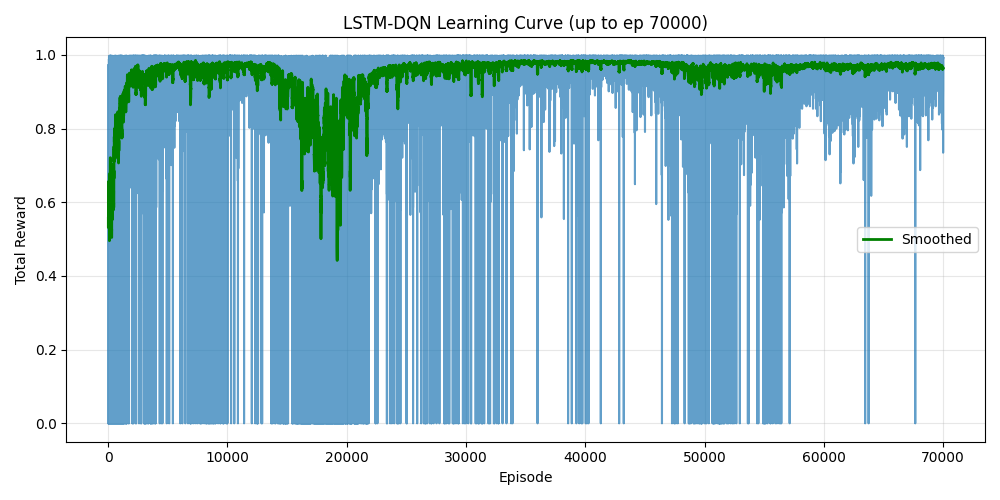 LSTM-DQN Learning Curve (up to ep 70000)
Total Reward
1.0
0.8
0.6
0.4
0.2
0.0
Smoothed
0 10000 20000 30000 40000 50000 60000 70000
Episode